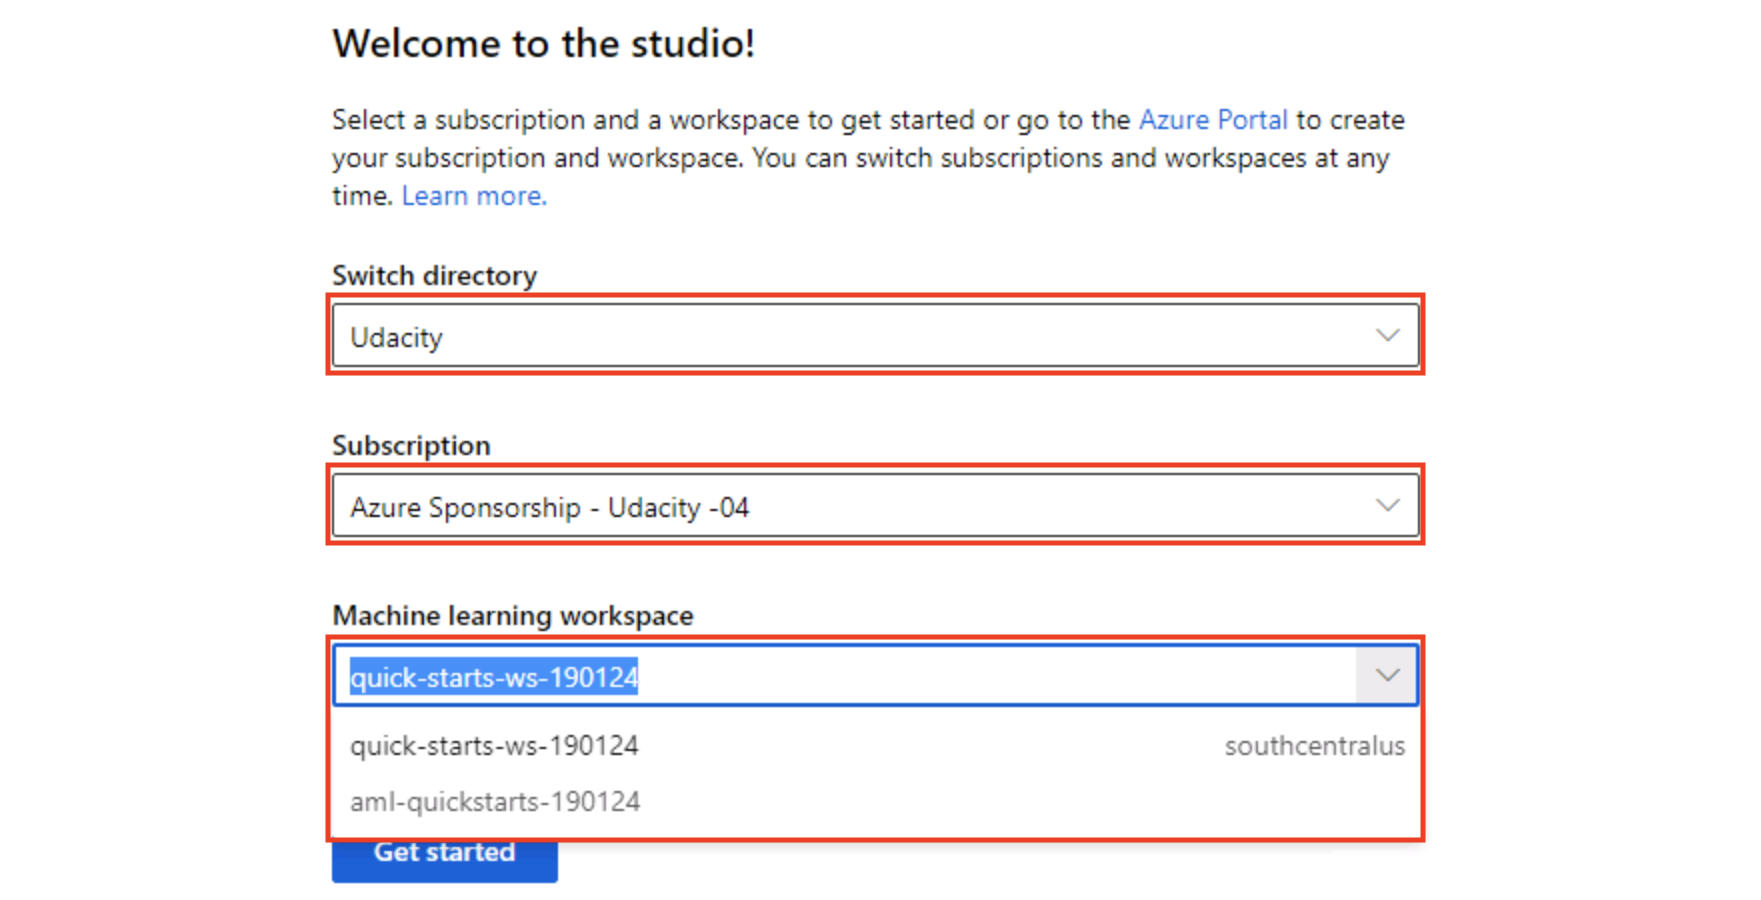 Welcome to the studio!
Select a subscription and a workspace to get started or go to the Azure Portal to create
your subscription and workspace. You can switch subscriptions and workspaces at any
time. Learn more.
Switch directory
Udacity
Subscription
Azure Sponsorship - Udacity -04
Machine learning workspace
quick-starts-ws-190124
quick-starts-ws-190124 southcentralus
aml-quickstarts-190124
Get started